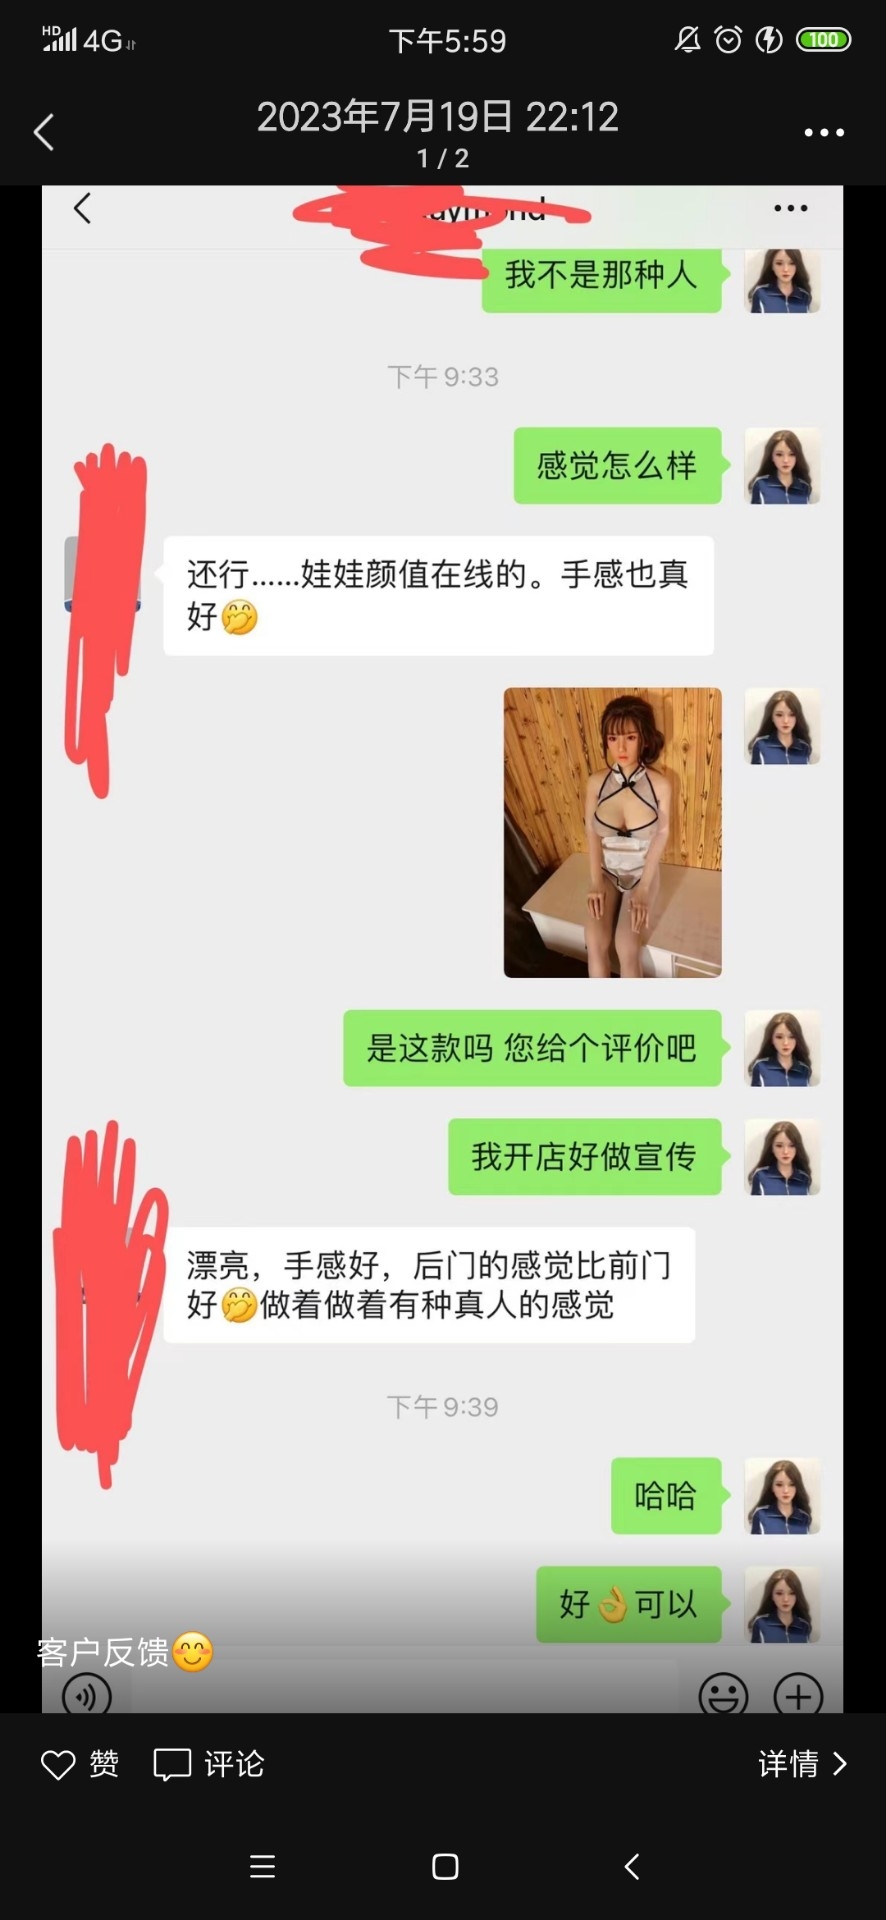 HD 4G 下午5:59 100
2023年7月19日 22:12
1 / 2
我不是那种人
下午 9:33
感觉怎么样
还行......娃娃颜值在线的。手感也真
好🤭
是这款吗 您给个评价吧
我开店好做宣传
漂亮，手感好，后门的感觉比前门
好🤭做着做着有种真人的感觉
下午 9:39
哈哈
好👌可以
客户反馈😊
赞 评论 详情